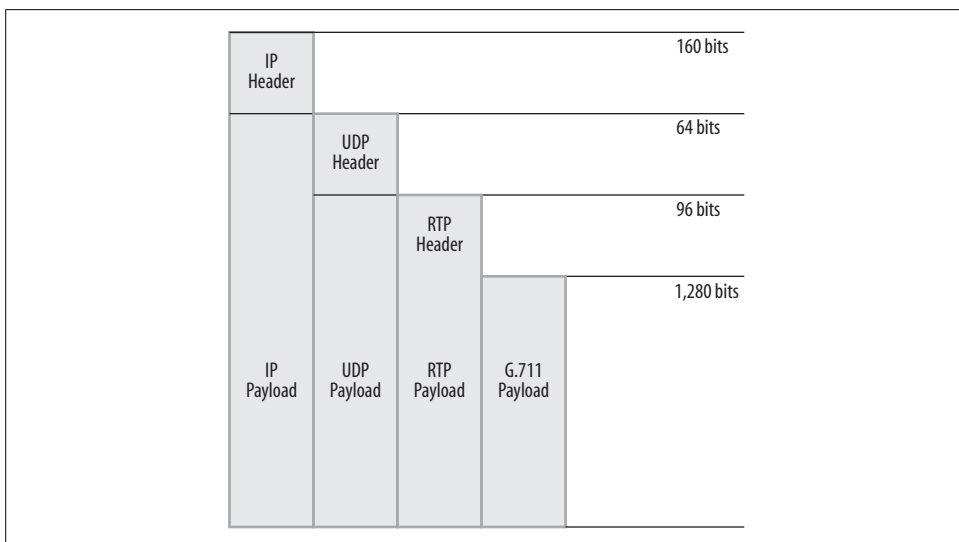 160 bits
IP
Header
64 bits
UDP
Header
96 bits
RTP
Header
1,280 bits
IP
Payload
UDP
Payload
RTP
Payload
G.711
Payload